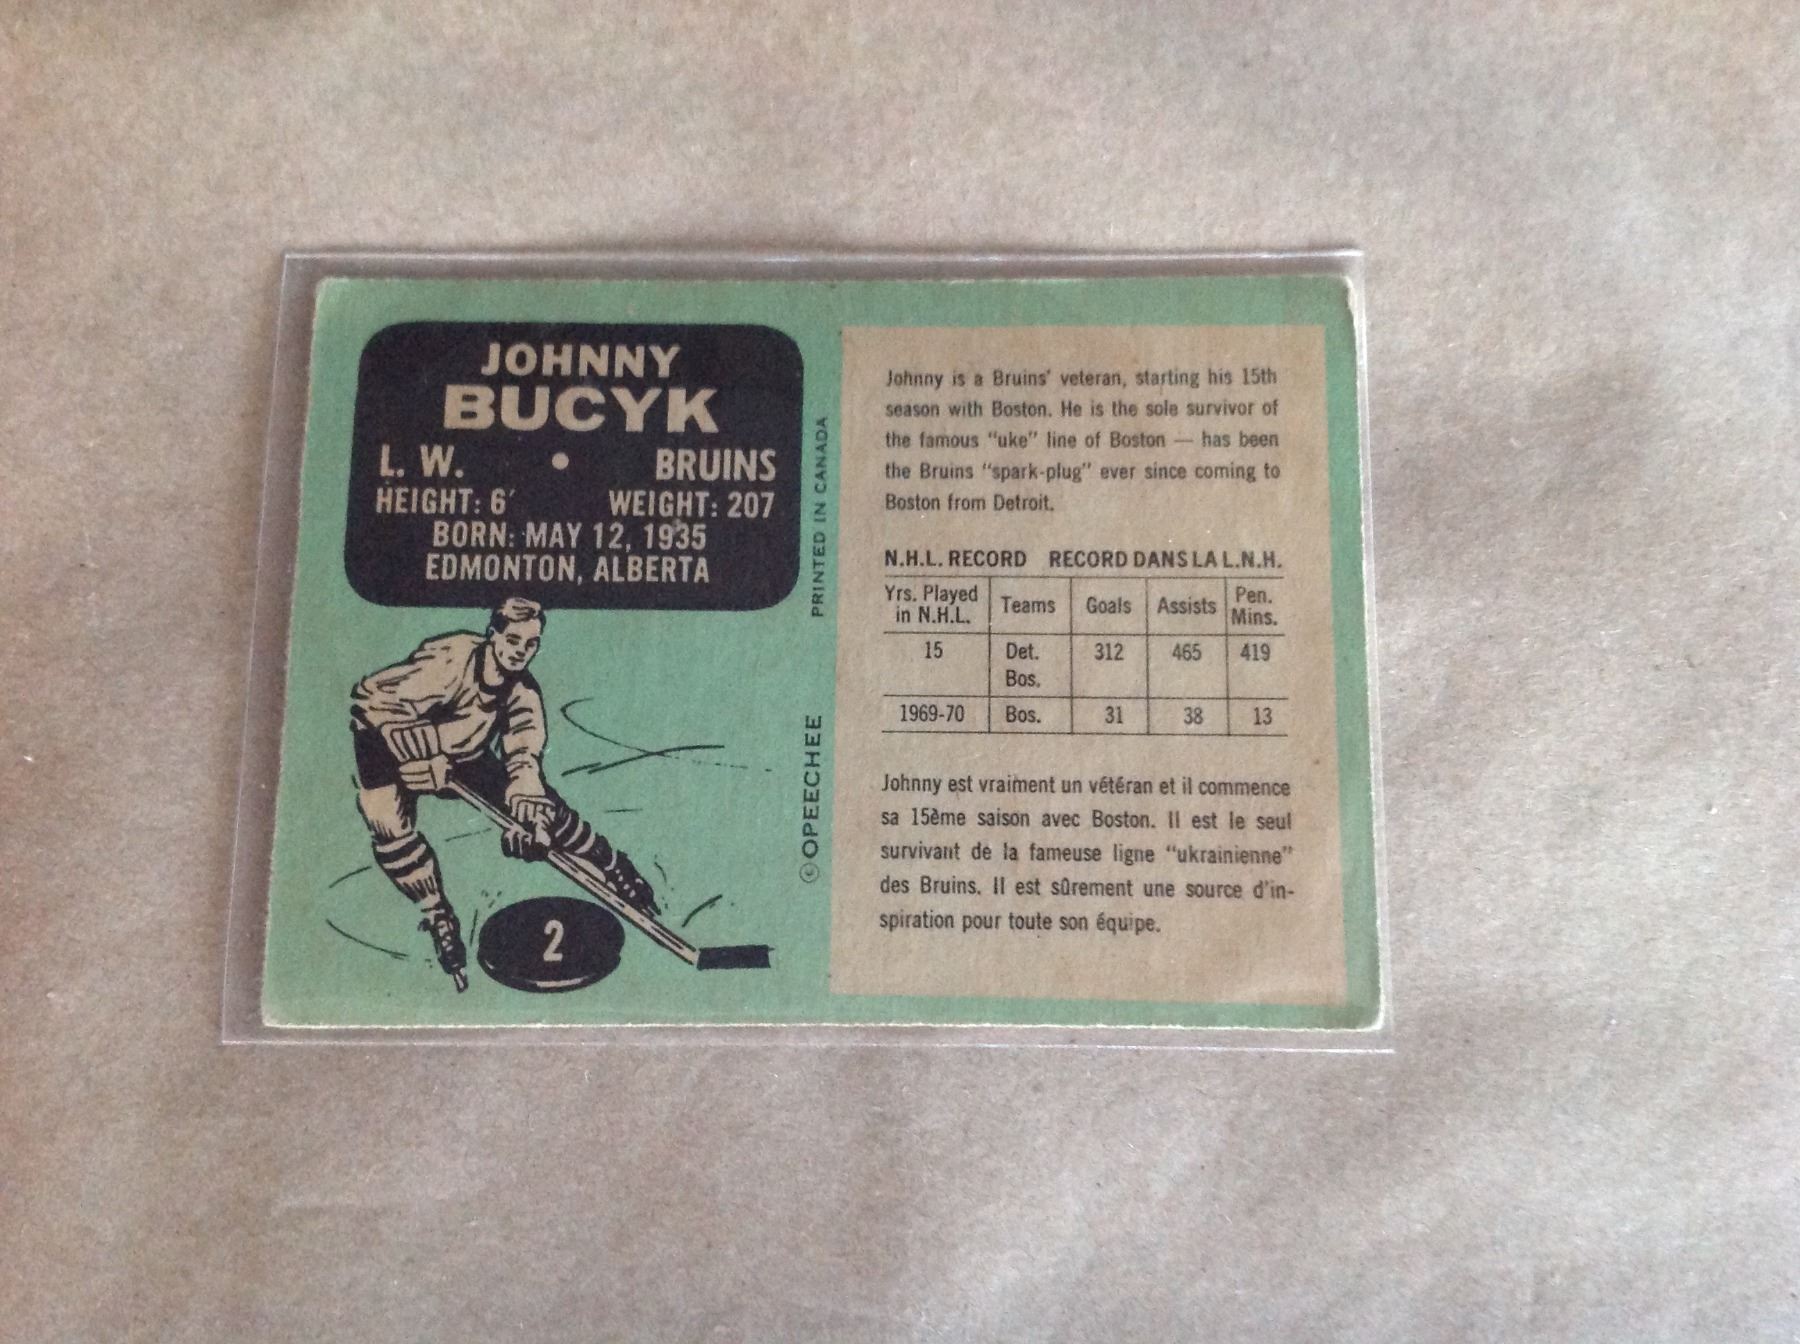 JOHNNY
BUCYK
L. W. • BRUINS
HEIGHT: 6' WEIGHT: 207
BORN: MAY 12, 1935
EDMONTON, ALBERTA
2
PRINTED IN CANADA
©OPEECHEE
Johnny is a Bruins' veteran, starting his 15th
season with Boston. He is the sole survivor of
the famous "uke" line of Boston — has been
the Bruins "spark-plug" ever since coming to
Boston from Detroit.
N.H.L. RECORD RECORD DANS LA L.N.H.
Yrs. Played in N.H.L. Teams Goals Assists Pen. Mins.
15 Det. Bos. 312 465 419
1969-70 Bos. 31 38 13
Johnny est vraiment un vétéran et il commence
sa 15ème saison avec Boston. Il est le seul
survivant de la fameuse ligne "ukrainienne"
des Bruins. Il est sûrement une source d'in-
spiration pour toute son équipe.